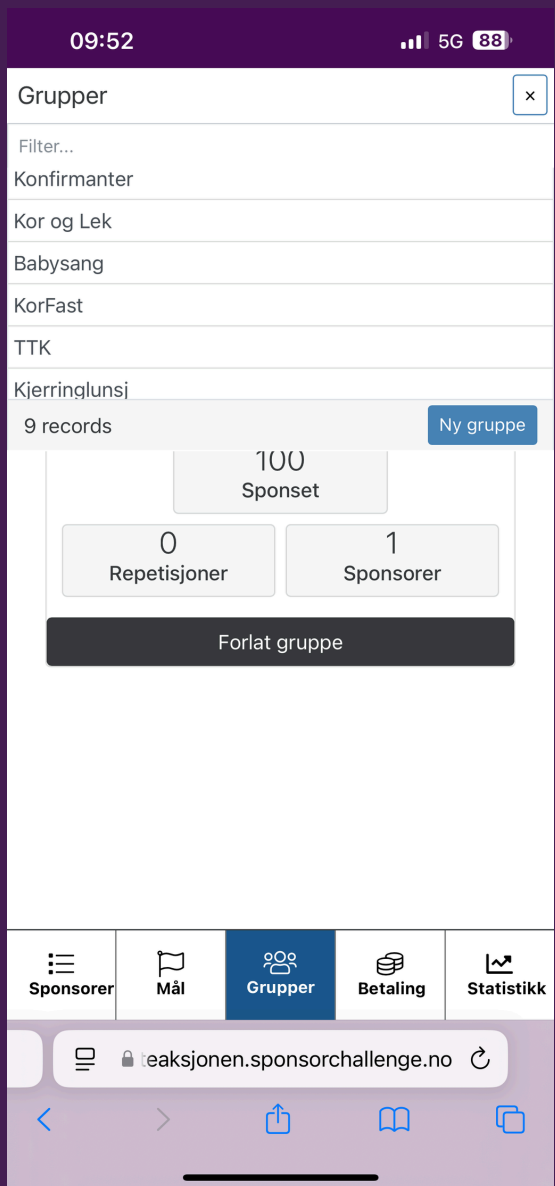 09:52 5G 88
Grupper ×
Filter...
Konfirmanter
Kor og Lek
Babysang
KorFast
TTK
Kjerringlunsj
9 records Ny gruppe
100
Sponset
0 1
Repetisjoner Sponsorer
Forlat gruppe
Sponsorer Mål Grupper Betaling Statistikk
eaksjonen.sponsorchallenge.no